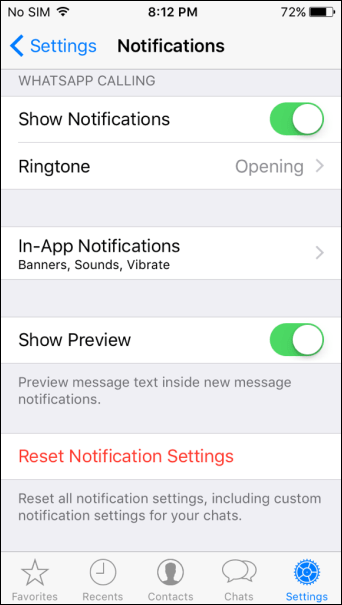 No SIM 8:12 PM 72%
Settings Notifications
WHATSAPP CALLING
Show Notifications
Ringtone Opening
In-App Notifications
Banners, Sounds, Vibrate
Show Preview
Preview message text inside new message
notifications.
Reset Notification Settings
Reset all notification settings, including custom
notification settings for your chats.
Favorites Recents Contacts Chats Settings